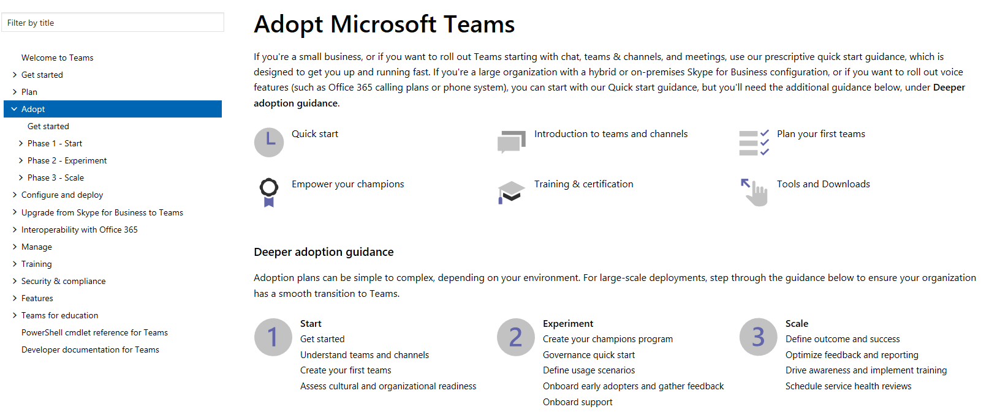 Filter by title
Welcome to Teams
Get started
Plan
Adopt
Get started
Phase 1 - Start
Phase 2 - Experiment
Phase 3 - Scale
Configure and deploy
Upgrade from Skype for Business to Teams
Interoperability with Office 365
Manage
Training
Security & compliance
Features
Teams for education
PowerShell cmdlet reference for Teams
Developer documentation for Teams
Adopt Microsoft Teams
If you're a small business, or if you want to roll out Teams starting with chat, teams & channels, and meetings, use our prescriptive quick start guidance, which is
designed to get you up and running fast. If you're a large organization with a hybrid or on-premises Skype for Business configuration, or if you want to roll out voice
features (such as Office 365 calling plans or phone system), you can start with our Quick start guidance, but you'll need the additional guidance below, under Deeper
adoption guidance.
Quick start
Introduction to teams and channels
Plan your first teams
Empower your champions
Training & certification
Tools and Downloads
Deeper adoption guidance
Adoption plans can be simple to complex, depending on your environment. For large-scale deployments, step through the guidance below to ensure your organization
has a smooth transition to Teams.
1
Start
Get started
Understand teams and channels
Create your first teams
Assess cultural and organizational readiness
2
Experiment
Create your champions program
Governance quick start
Define usage scenarios
Onboard early adopters and gather feedback
Onboard support
3
Scale
Define outcome and success
Optimize feedback and reporting
Drive awareness and implement training
Schedule service health reviews